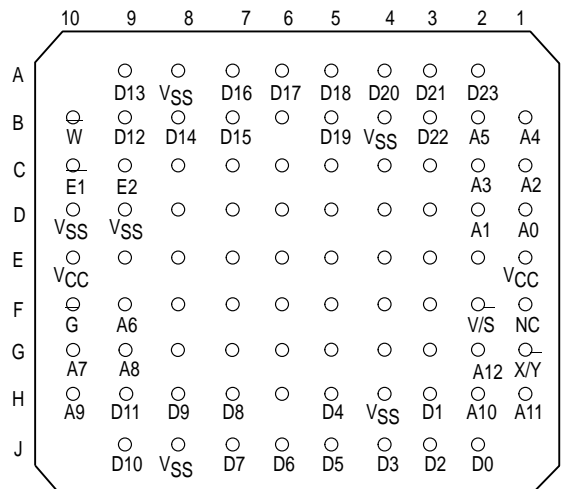 10 9 8 7 6 5 4 3 2 1
A
D13 VSS D16 D17 D18 D20 D21 D23
B
W̅ D12 D14 D15 D19 VSS D22 A5 A4
C
E̅1̅ E2 A3 A2
D
VSS VSS A1 A0
E
VCC VCC
F
G̅ A6 V/S̅ NC
G
A7 A8 A12 X/Y̅
H
A9 D11 D9 D8 D4 VSS D1 A10 A11
J
D10 VSS D7 D6 D5 D3 D2 D0